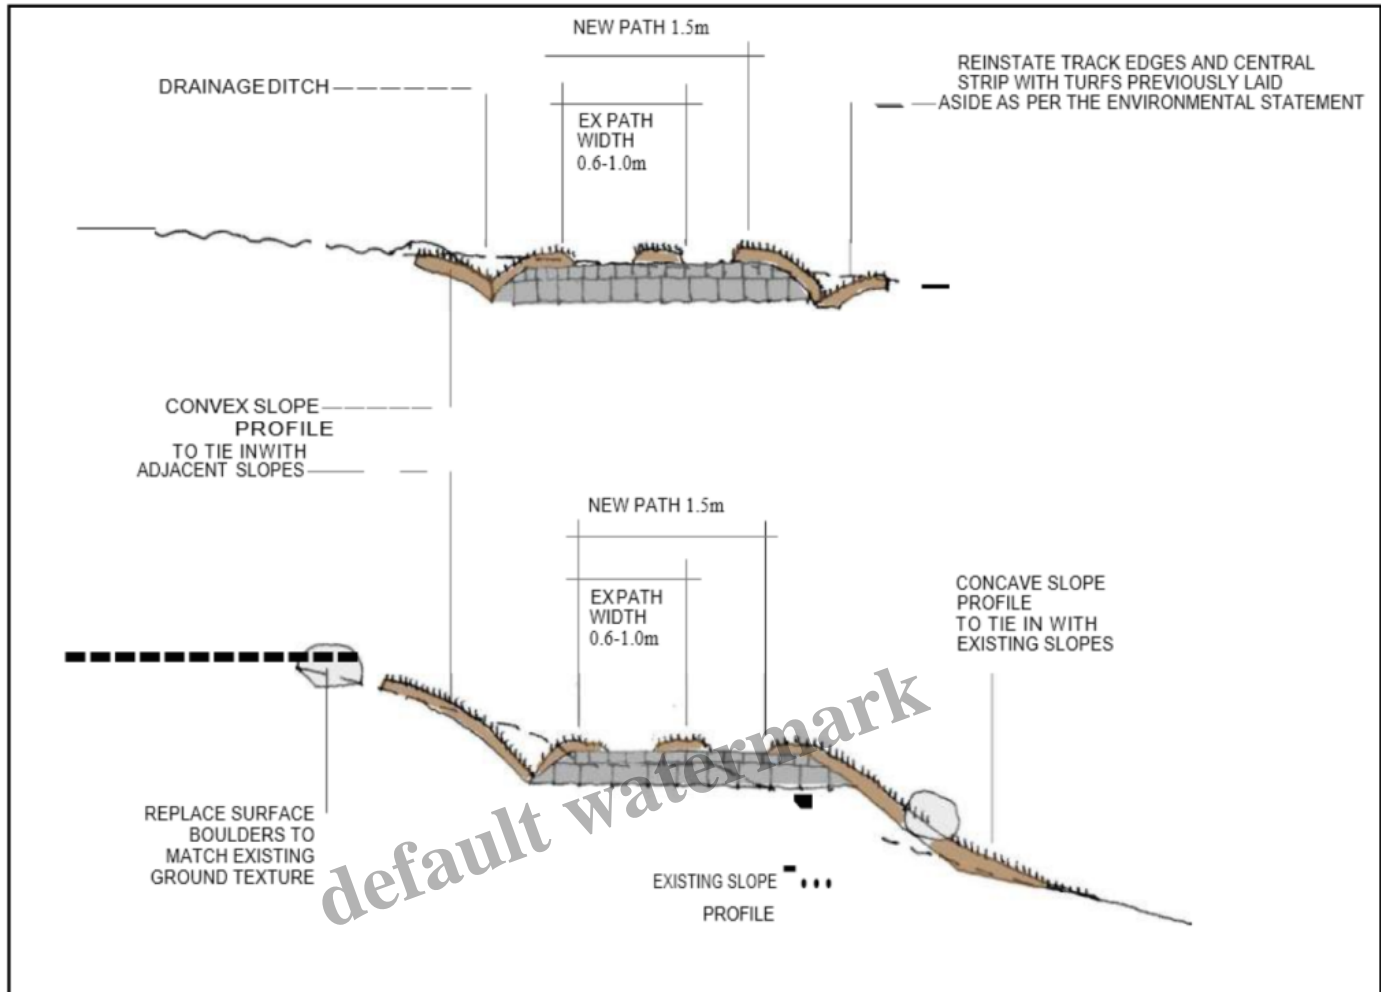 NEW PATH 1.5m
DRAINAGE DITCH
EX PATH
WIDTH
0.6-1.0m
REINSTATE TRACK EDGES AND CENTRAL
STRIP WITH TURFS PREVIOUSLY LAID
ASIDE AS PER THE ENVIRONMENTAL STATEMENT
CONVEX SLOPE
PROFILE
TO TIE INWITH
ADJACENT SLOPES
NEW PATH 1.5m
EXPATH
WIDTH
0.6-1.0m
CONCAVE SLOPE
PROFILE
TO TIE IN WITH
EXISTING SLOPES
REPLACE SURFACE
BOULDERS TO
MATCH EXISTING
GROUND TEXTURE
EXISTING SLOPE
PROFILE
default watermark